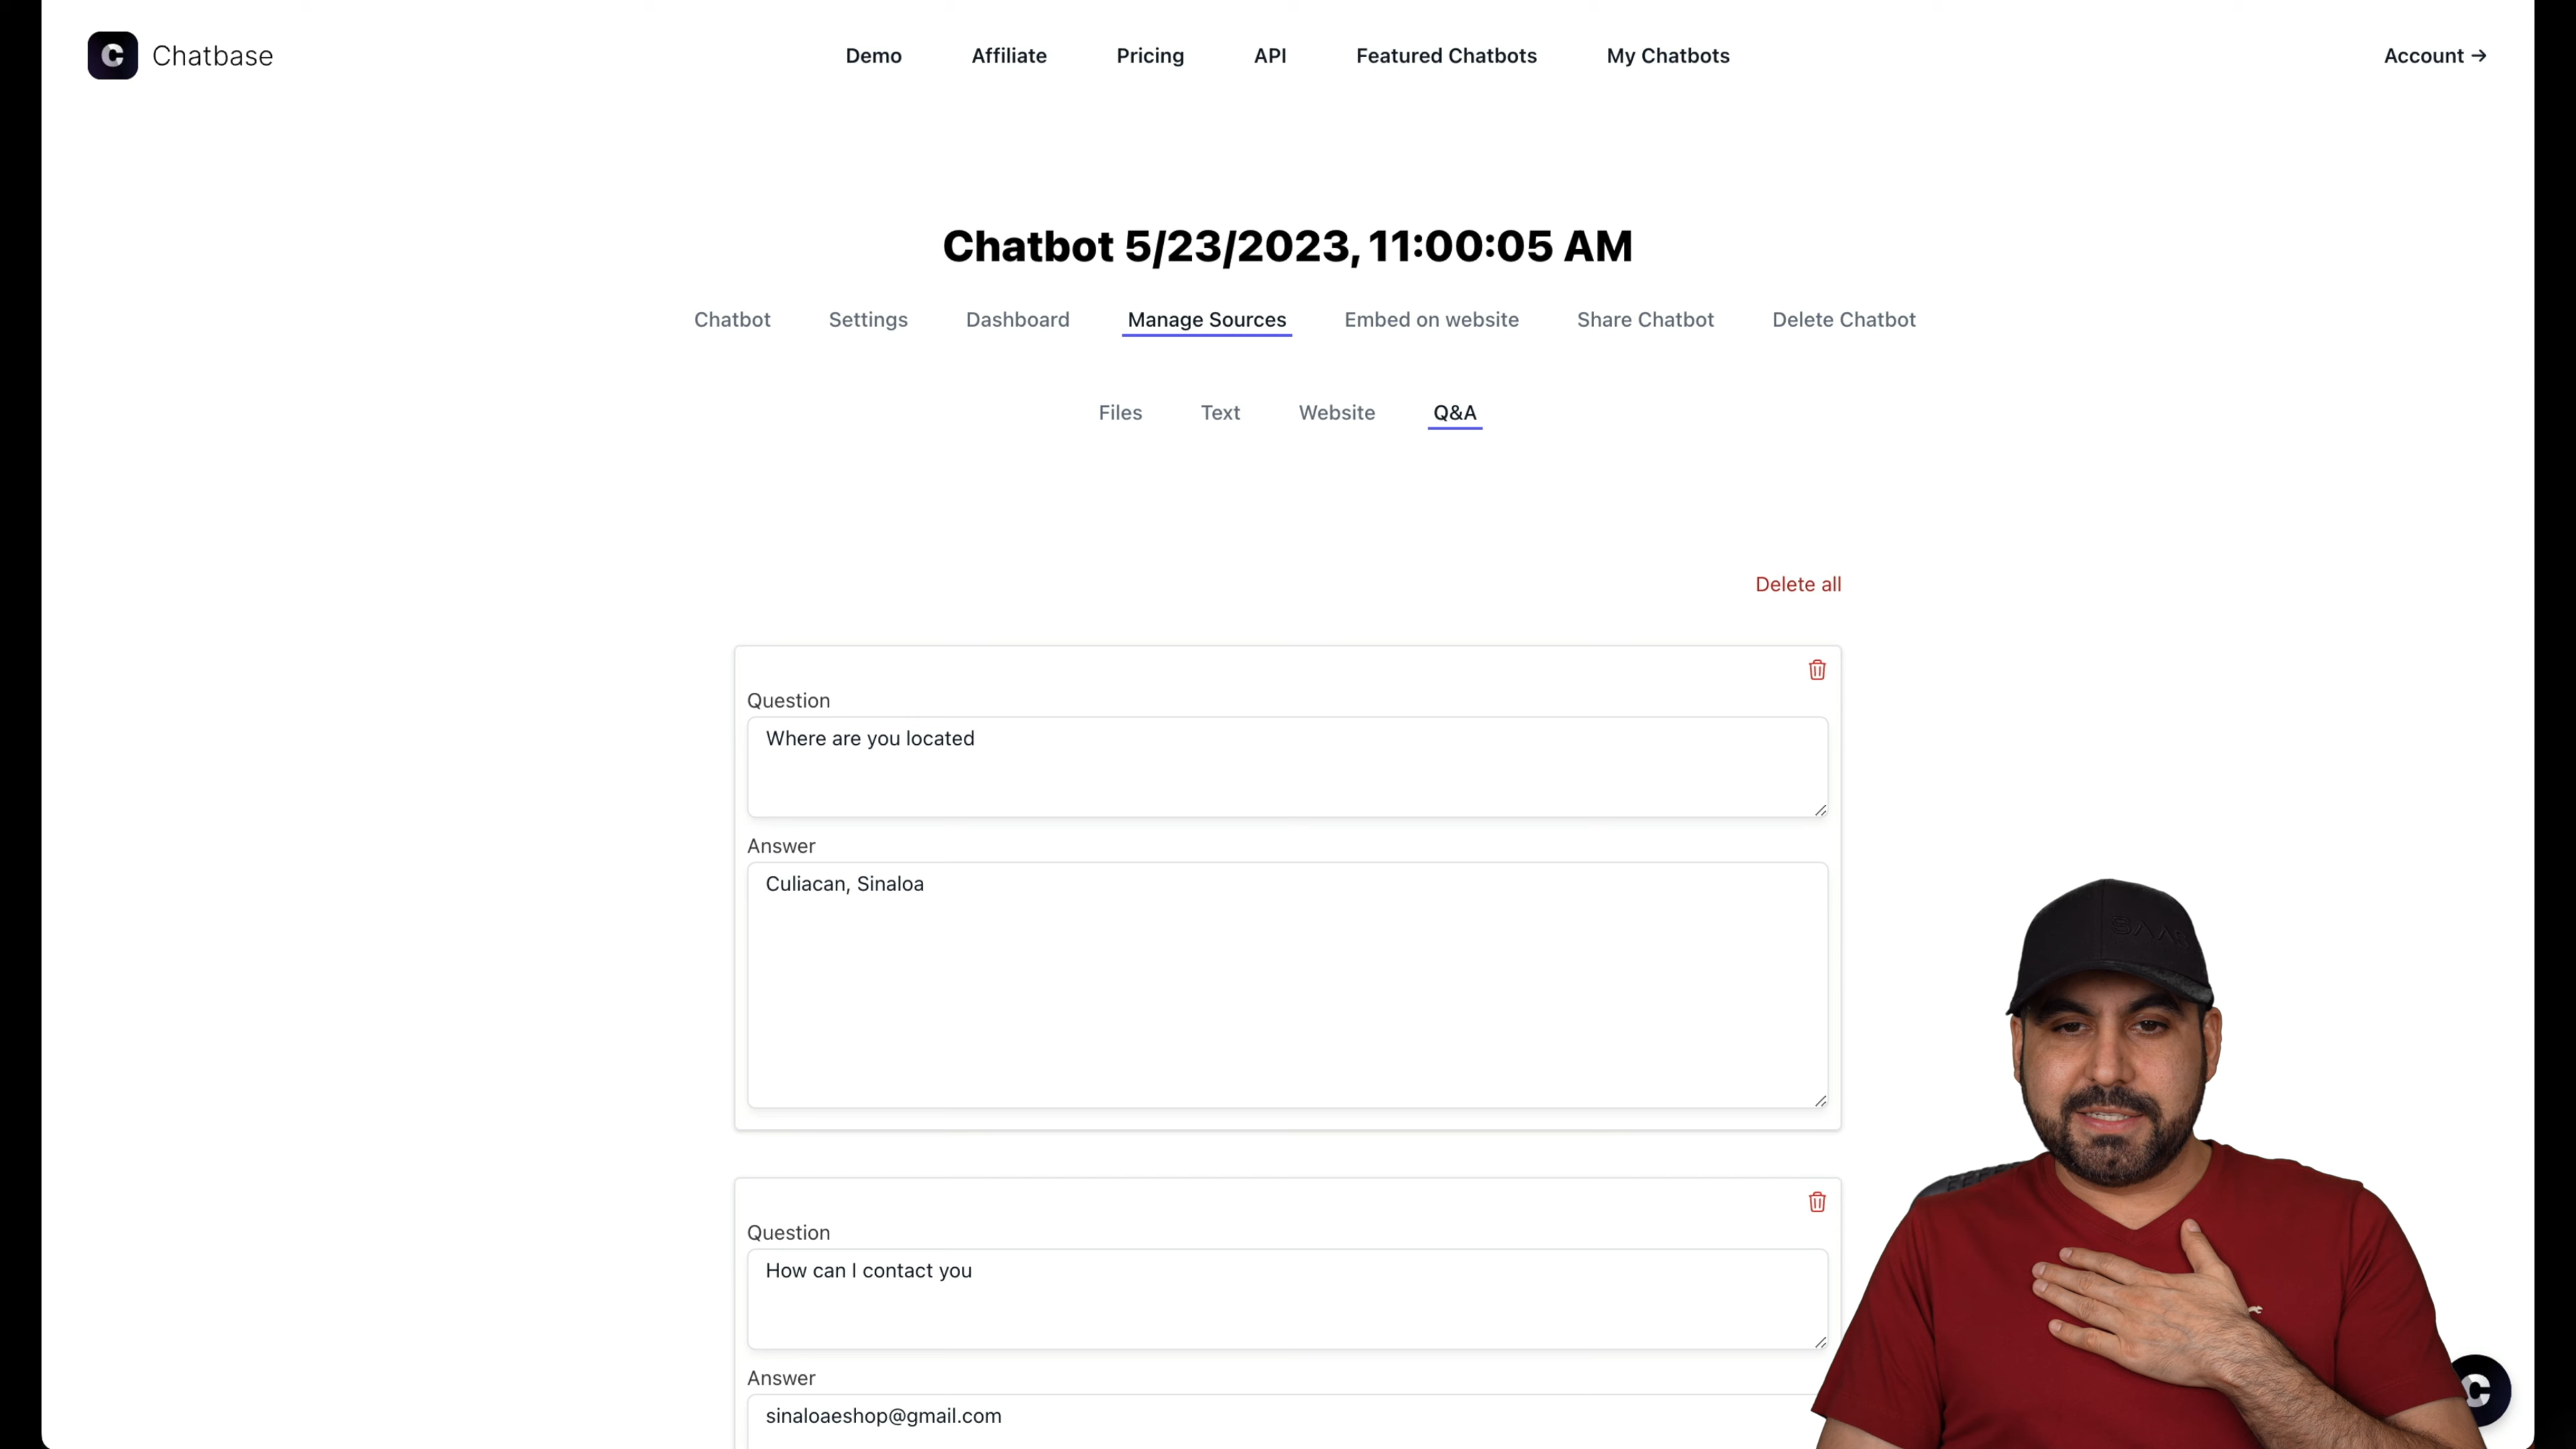 Chatbase
Demo Affiliate Pricing API Featured Chatbots My Chatbots
Account →
Chatbot 5/23/2023, 11:00:05 AM
Chatbot Settings Dashboard Manage Sources Embed on website Share Chatbot Delete Chatbot
Files Text Website Q&A
Delete all
Question
Where are you located
Answer
Culiacan, Sinaloa
Question
How can I contact you
Answer
sinaloaeshop@gmail.com